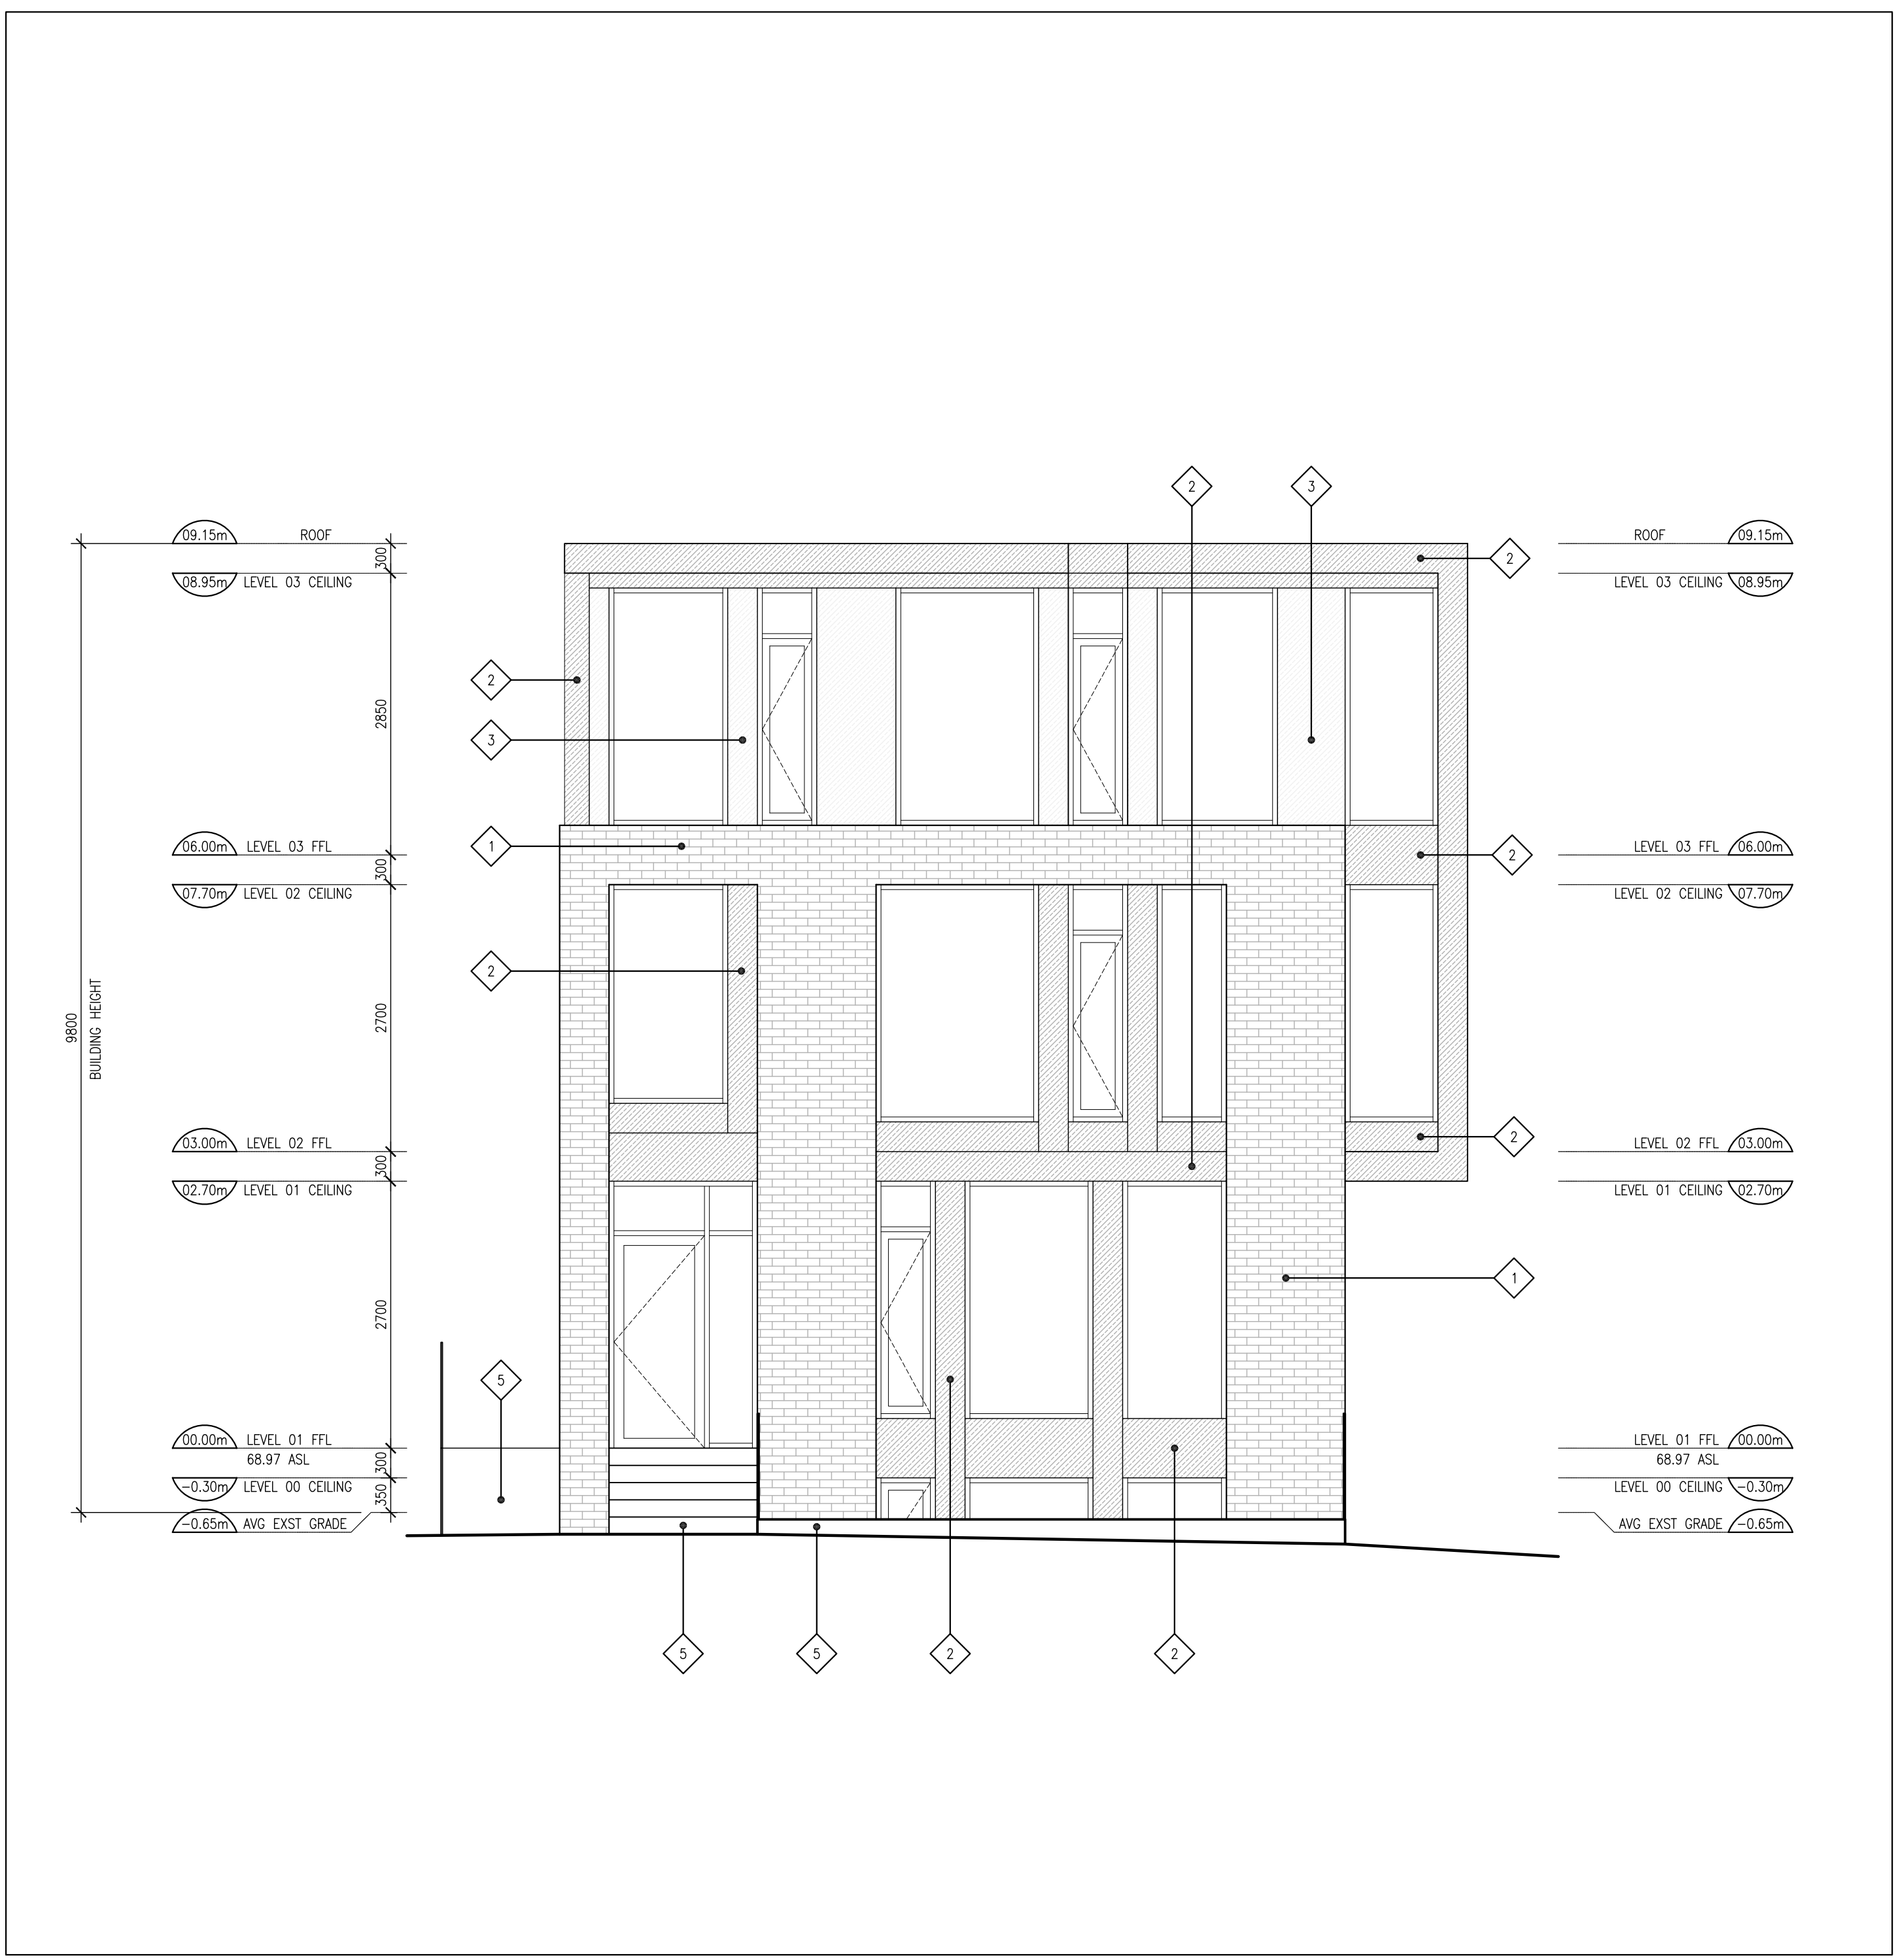 2
3
09.15m ROOF
300
ROOF 09.15m
2
08.95m LEVEL 03 CEILING
LEVEL 03 CEILING 08.95m
2
2850
3
06.00m LEVEL 03 FFL
1
2
LEVEL 03 FFL 06.00m
300
07.70m LEVEL 02 CEILING
LEVEL 02 CEILING 07.70m
2
9800
BUILDING HEIGHT
2700
03.00m LEVEL 02 FFL
2
LEVEL 02 FFL 03.00m
300
02.70m LEVEL 01 CEILING
LEVEL 01 CEILING 02.70m
1
2700
5
00.00m LEVEL 01 FFL
68.97 ASL
LEVEL 01 FFL 00.00m
68.97 ASL
300
-0.30m LEVEL 00 CEILING
LEVEL 00 CEILING -0.30m
350
-0.65m AVG EXST GRADE
AVG EXST GRADE -0.65m
5
5
2
2